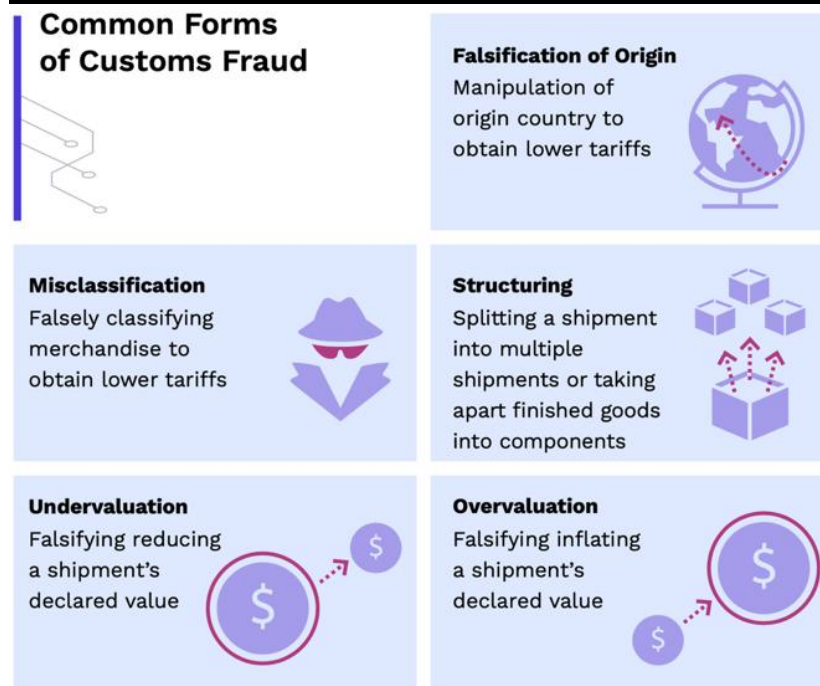 Common Forms
of Customs Fraud
Falsification of Origin
Manipulation of
origin country to
obtain lower tariffs
Misclassification
Falsely classifying
merchandise to
obtain lower tariffs
Structuring
Splitting a shipment
into multiple
shipments or taking
apart finished goods
into components
Undervaluation
Falsifying reducing
a shipment's
declared value
$
$
Overvaluation
Falsifying inflating
a shipment's
declared value
$
$